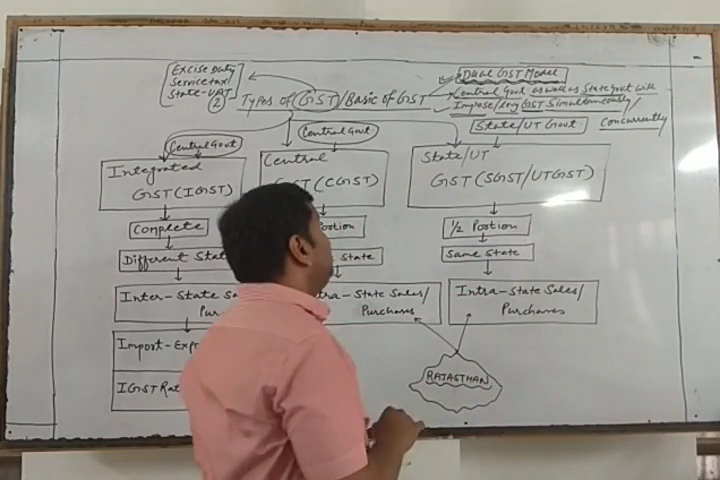 Excise Duty
Service tax/
State-VAT
2
Dual GST Model
Types of GST/Basic of GST
Central Govt as well as State Govt will
Impose/levy GST Simultaneously/
Concurrently
Central Govt
Central Govt
State/UT Govt
Integrated
GST (IGST)
Central
GST (CGST)
State/UT
GST (SGST/UTGST)
Complete
Portion
1/2 Portion
Different
State
Same State
Inter-State
Intra-State Sales/
Purchases
Intra-State Sales/
Purchases
Import-
RAJASTHAN